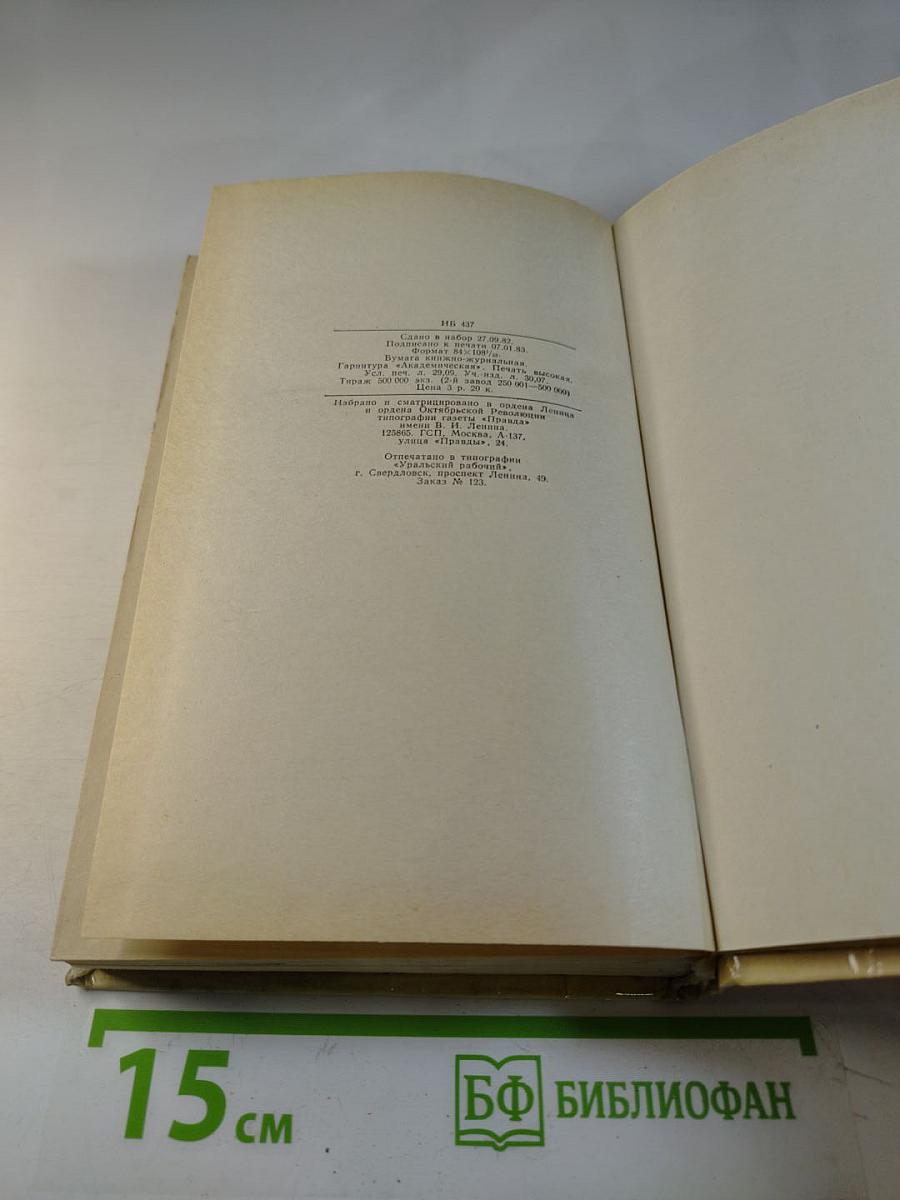 ИБ 437
Сдано в набор 27.09.82.
Подписано к печати 07.01.83.
Формат 84×108¹/₃₂.
Бумага книжно-журнальная.
Гарнитура «Академическая». Печать высокая.
Усл. печ. л. 29,09. Уч.-изд. л. 30,07.
Тираж 500 000 экз. (2-й завод 250 001—500 000)
Цена 3 р. 20 к.
Набрано и сматрицировано в ордена Ленина
и ордена Октябрьской Революции
типографии газеты «Правда»
имени В. И. Ленина.
125865. ГСП, Москва, А-137,
улица «Правды», 24.
Отпечатано в типографии
«Уральский рабочий»,
г. Свердловск, проспект Ленина, 49.
Заказ № 123.
15 см
БФ БИБЛИОФАН